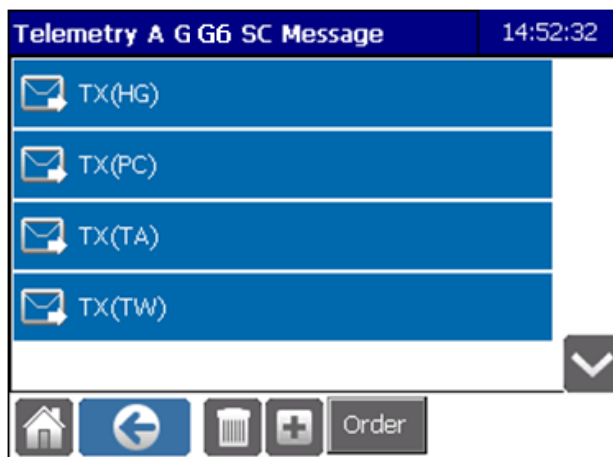 Telemetry A G G6 SC Message 14:52:32
TX(HG)
TX(PC)
TX(TA)
TX(TW)
Order